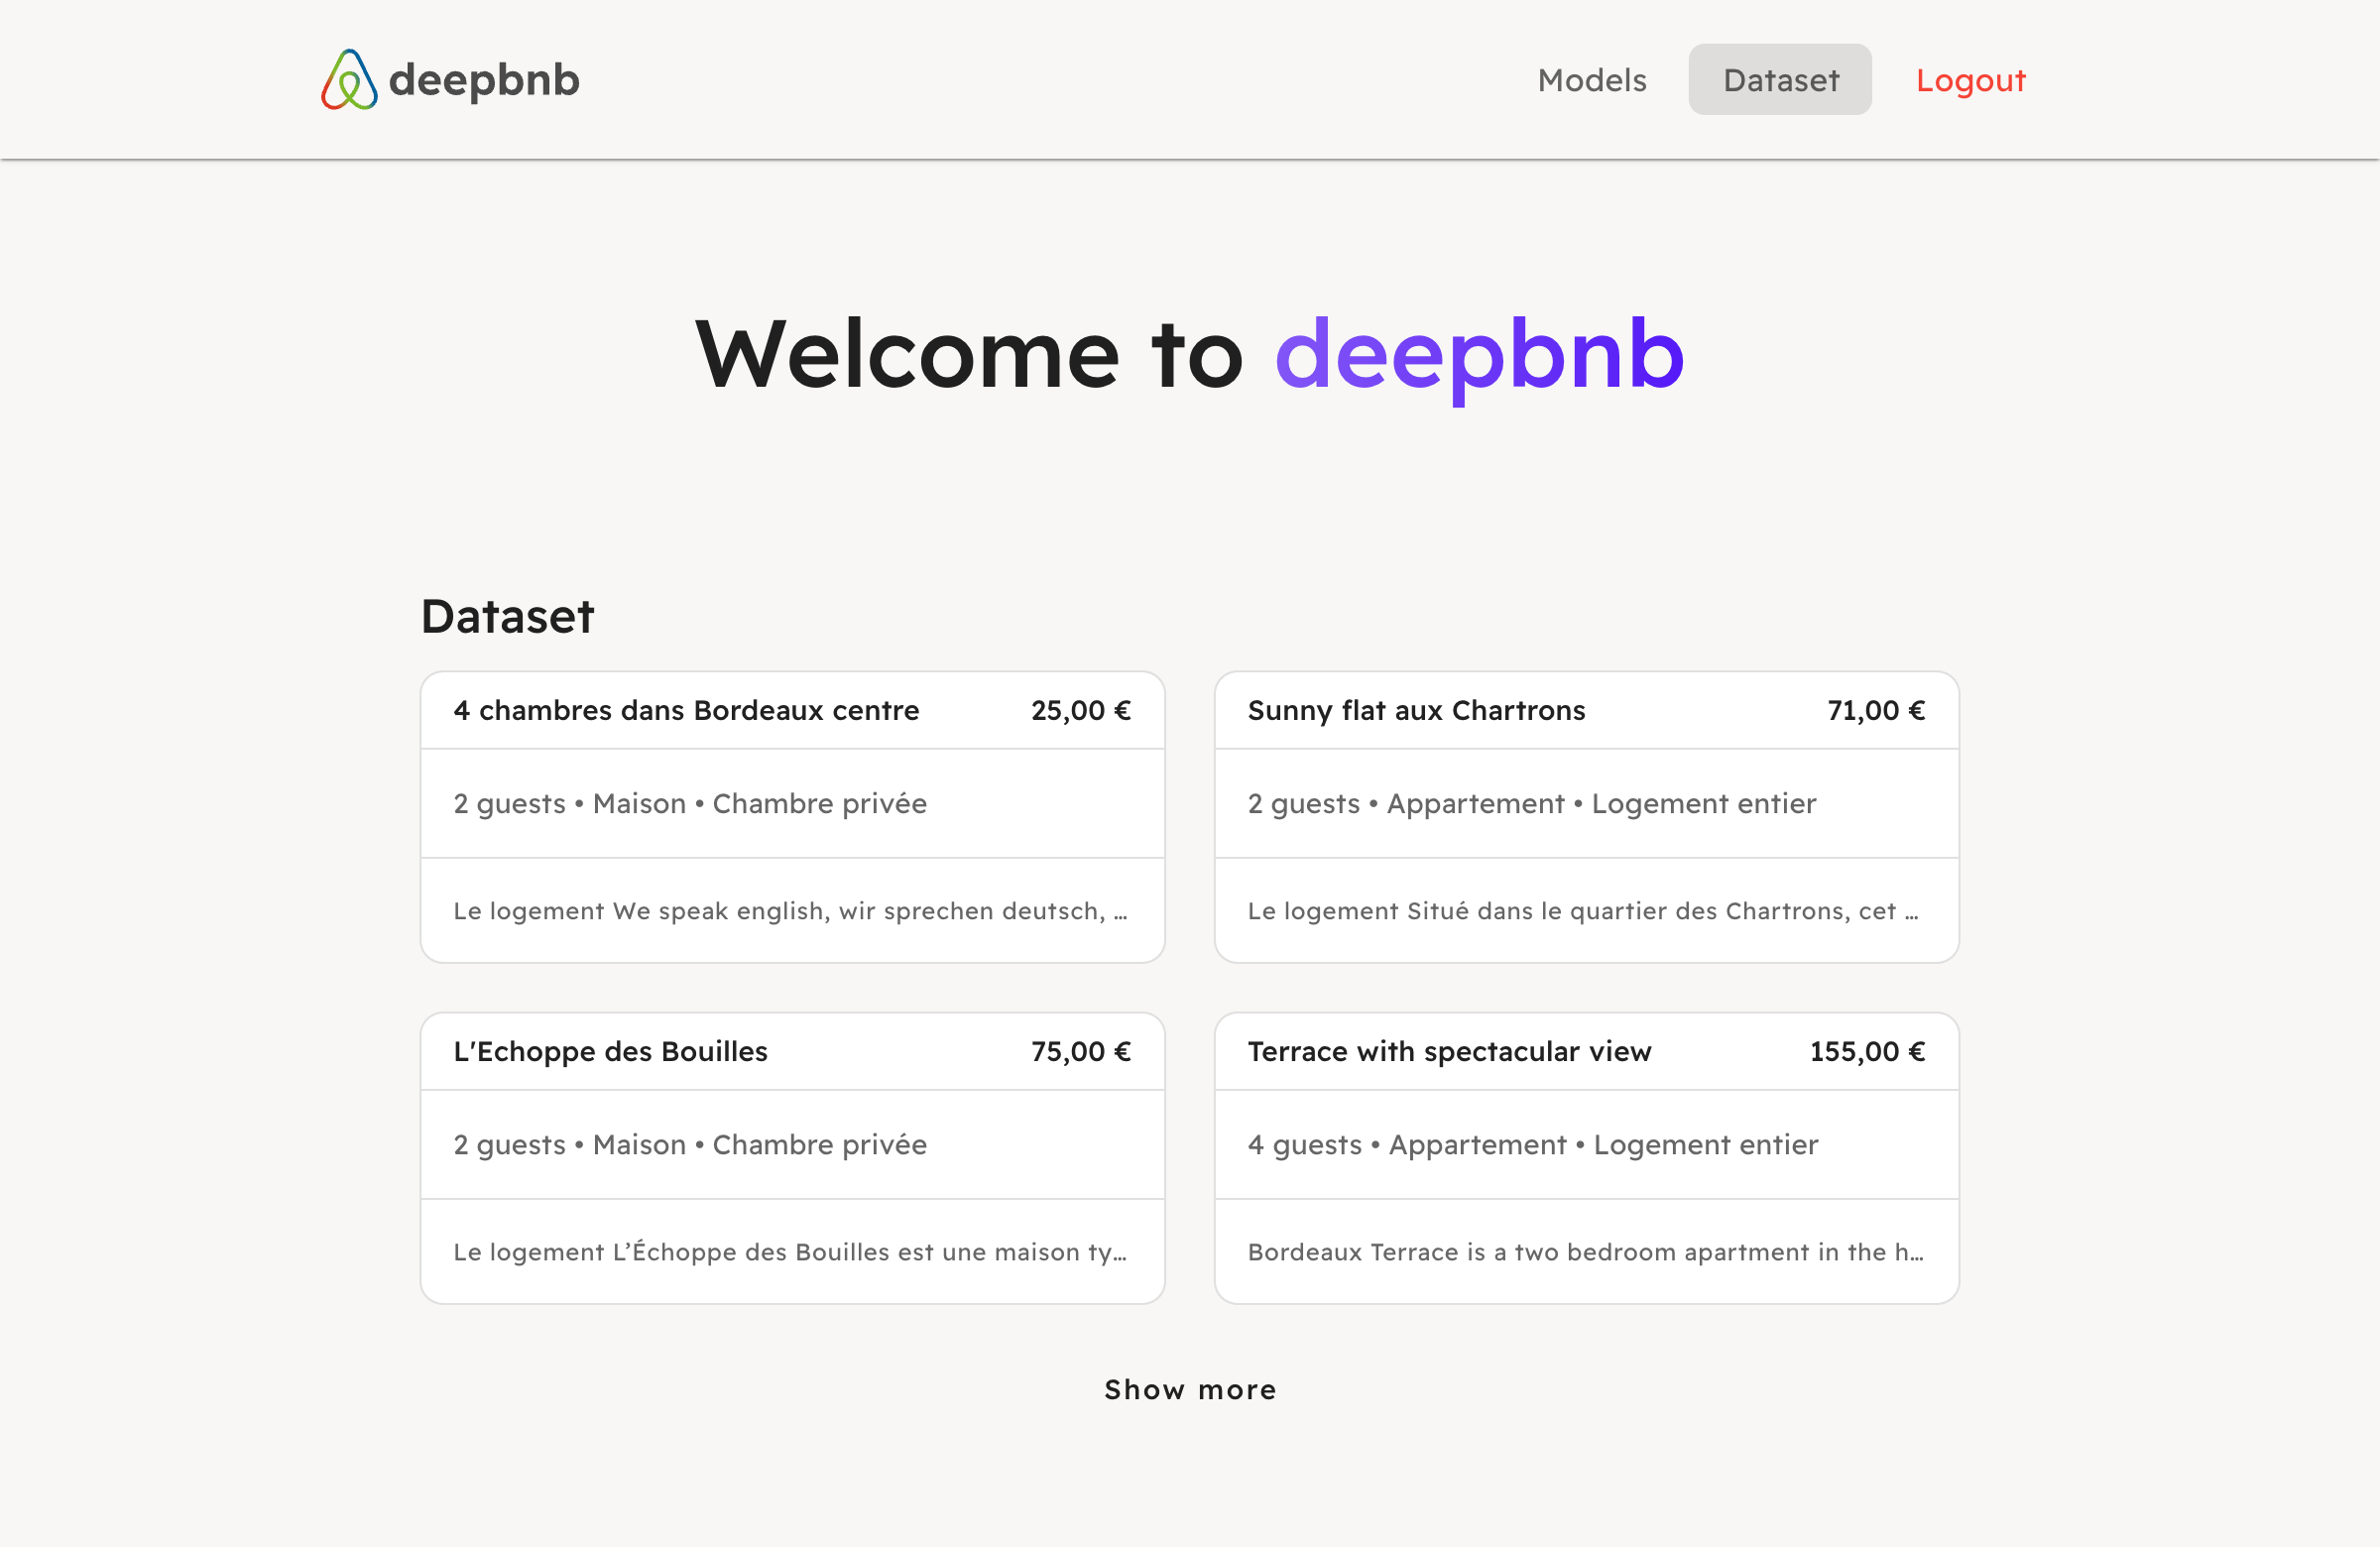 deepbnb
Models
Dataset
Logout
Welcome to deepbnb
Dataset
4 chambres dans Bordeaux centre 25,00 €
2 guests • Maison • Chambre privée
Le logement We speak english, wir sprechen deutsch, ...
Sunny flat aux Chartrons 71,00 €
2 guests • Appartement • Logement entier
Le logement Situé dans le quartier des Chartrons, cet ...
L'Echoppe des Bouilles 75,00 €
2 guests • Maison • Chambre privée
Le logement L’Échoppe des Bouilles est une maison ty...
Terrace with spectacular view 155,00 €
4 guests • Appartement • Logement entier
Bordeaux Terrace is a two bedroom apartment in the h...
Show more